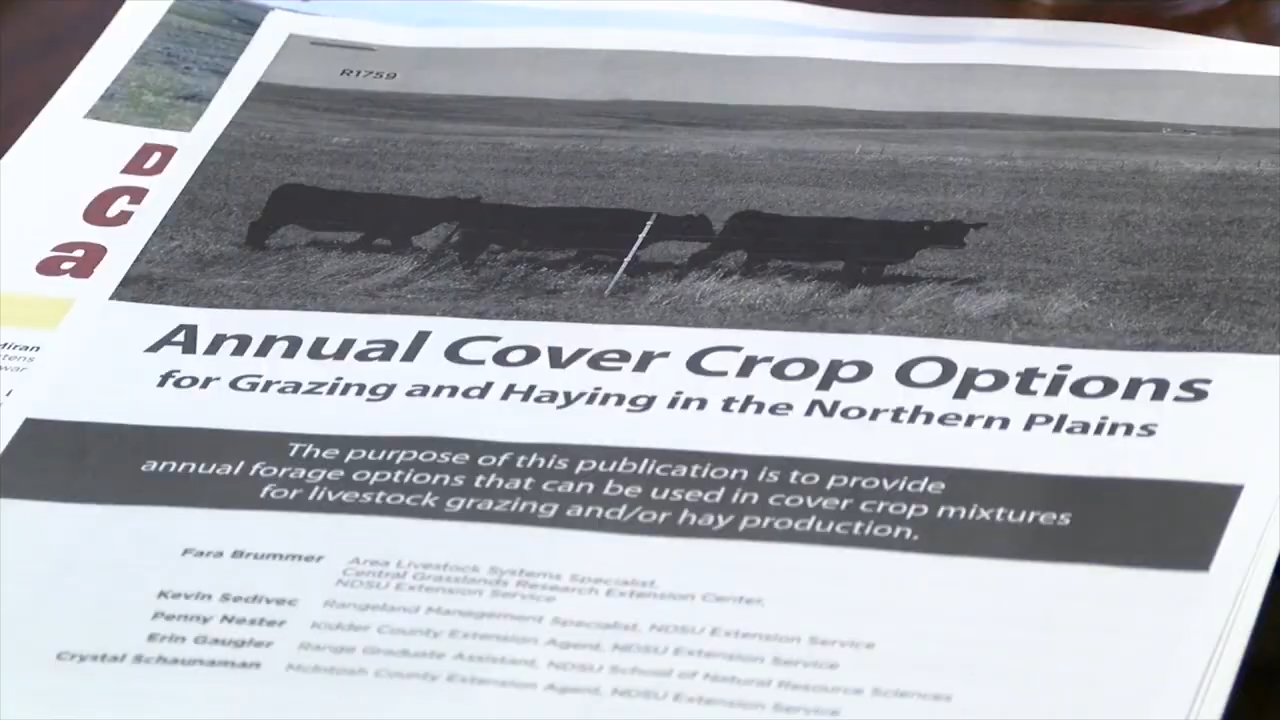 R1759
D
C
a
Annual Cover Crop Options
for Grazing and Haying in the Northern Plains
The purpose of this publication is to provide
annual forage options that can be used in cover crop mixtures
for livestock grazing and/or hay production.
Fara Brummer Area Livestock Systems Specialist,
Central Grasslands Research Extension Center,
NDSU Extension Service
Kevin Sedivec Rangeland Management Specialist, NDSU Extension Service
Penny Nester Kidder County Extension Agent, NDSU Extension Service
Erin Gaugler Range Graduate Assistant, NDSU School of Natural Resource Sciences
Crystal Schaunaman McIntosh County Extension Agent, NDSU Extension Service